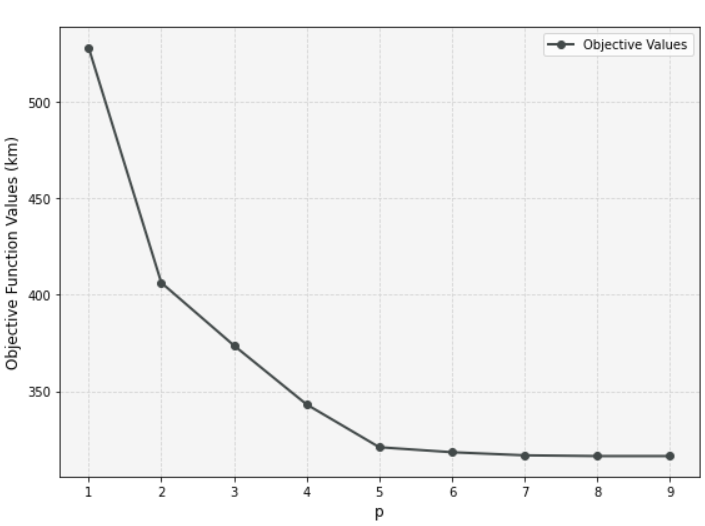 Objective Values
Objective Function Values (km)
500
450
400
350
1 2 3 4 5 6 7 8 9
p